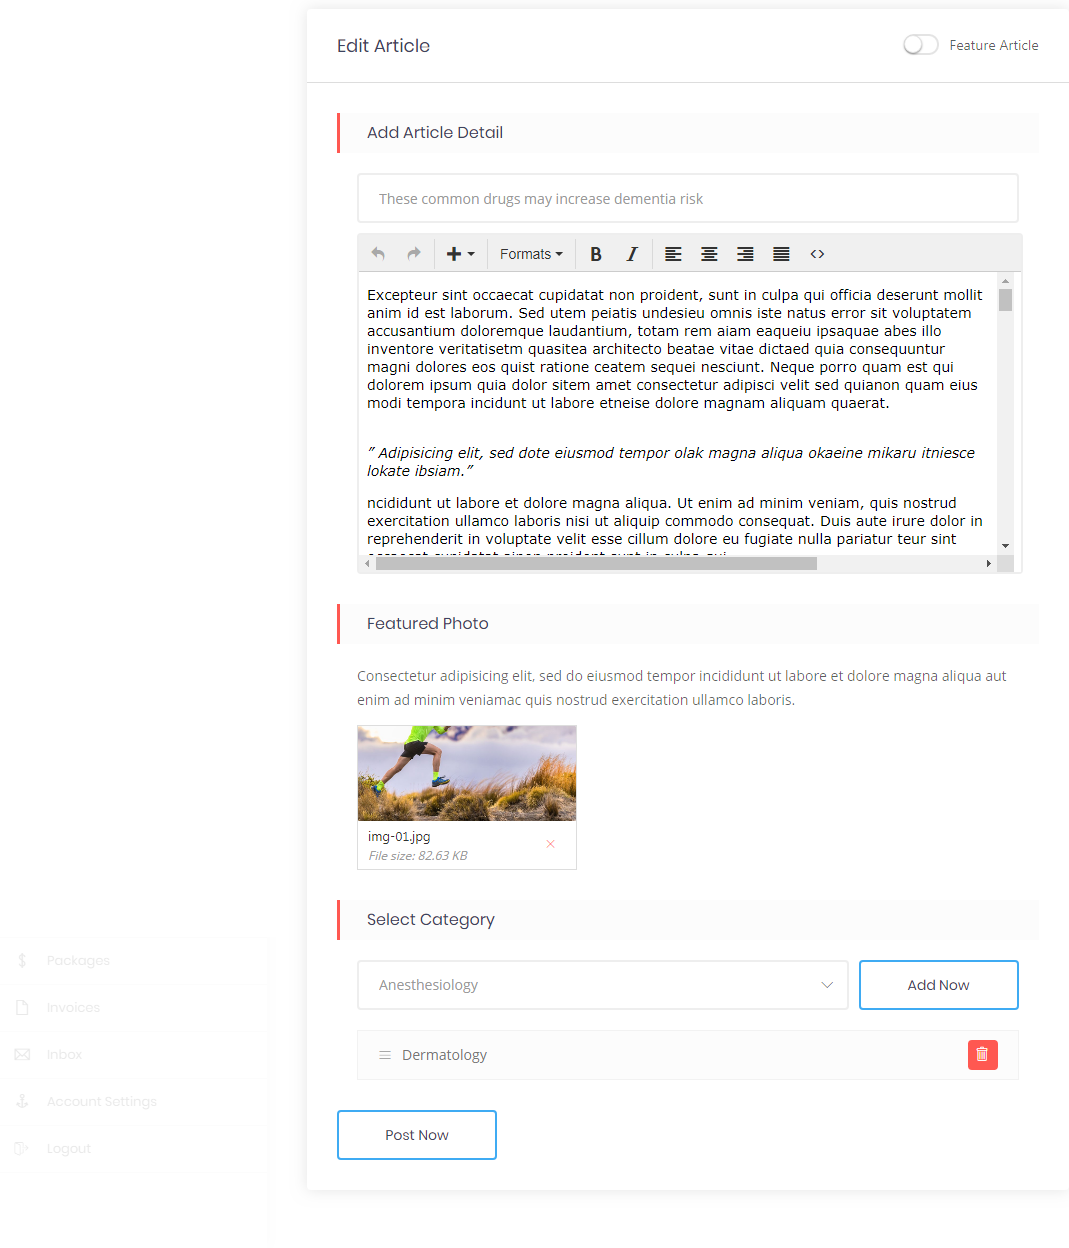 Edit Article
Feature Article
Add Article Detail
These common drugs may increase dementia risk
Formats
B I
Excepteur sint occaecat cupidatat non proident, sunt in culpa qui officia deserunt mollit
anim id est laborum. Sed utem peiatis undesieu omnis iste natus error sit voluptatem
accusantium doloremque laudantium, totam rem aiam eaqueiu ipsaquae abes illo
inventore veritatisetm quasitea architecto beatae vitae dictaed quia consequuntur
magni dolores eos quist ratione ceatem sequei nesciunt. Neque porro quam est qui
dolorem ipsum quia dolor sitem amet consectetur adipisci velit sed quianon quam eius
modi tempora incidunt ut labore etneise dolore magnam aliquam quaerat.
” Adipisicing elit, sed dote eiusmod tempor olak magna aliqua okaeine mikaru itniesce
lokate ibsiam.”
ncididunt ut labore et dolore magna aliqua. Ut enim ad minim veniam, quis nostrud
exercitation ullamco laboris nisi ut aliquip commodo consequat. Duis aute irure dolor in
reprehenderit in voluptate velit esse cillum dolore eu fugiate nulla pariatur teur sint
Featured Photo
Consectetur adipisicing elit, sed do eiusmod tempor incididunt ut labore et dolore magna aliqua aut
enim ad minim veniamac quis nostrud exercitation ullamco laboris.
img-01.jpg
File size: 82.63 KB
Select Category
Anesthesiology
Add Now
Dermatology
Post Now
Packages
Invoices
Inbox
Account Settings
Logout